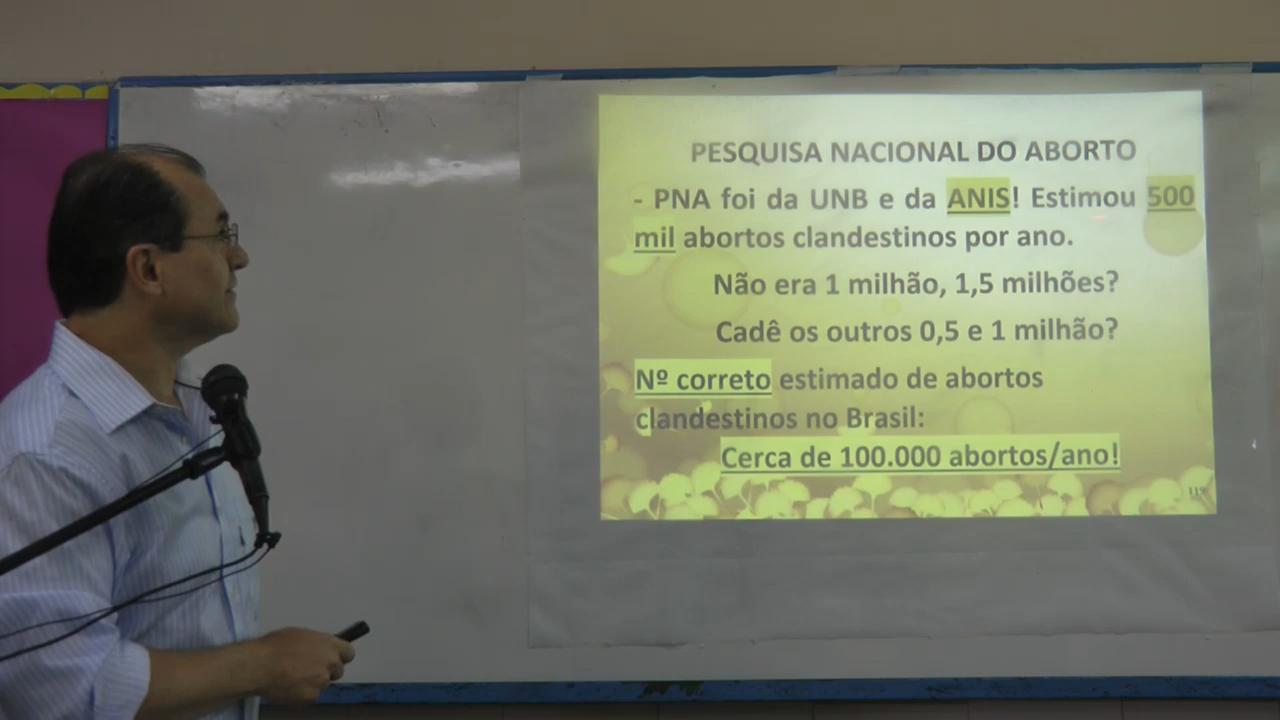 PESQUISA NACIONAL DO ABORTO
- PNA foi da UNB e da ANIS! Estimou 500
mil abortos clandestinos por ano.
Não era 1 milhão, 1,5 milhões?
Cadê os outros 0,5 e 1 milhão?
Nº correto estimado de abortos
clandestinos no Brasil:
Cerca de 100.000 abortos/ano!